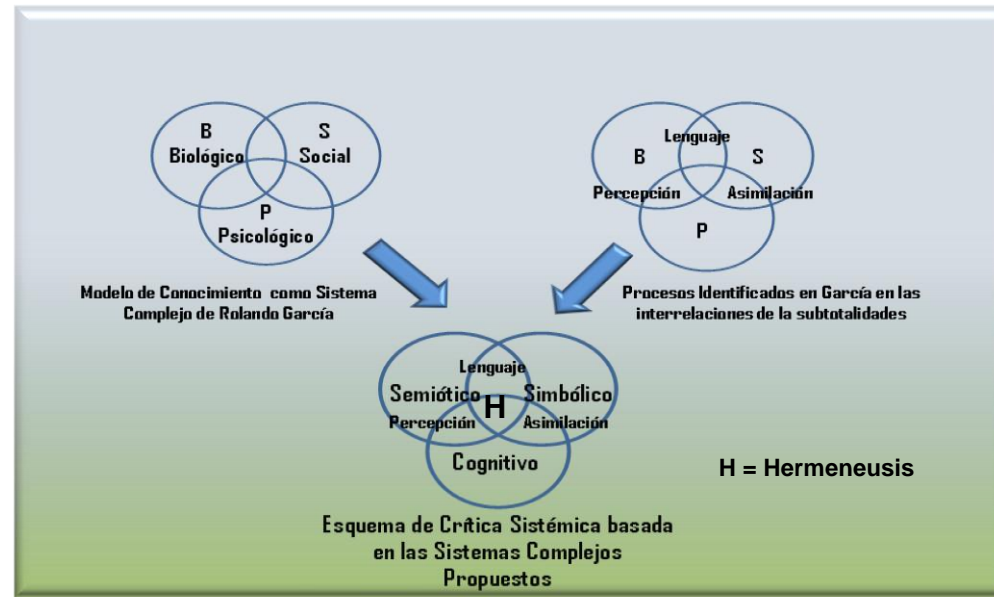 B
Biológico
S
Social
P
Psicológico
Modelo de Conocimiento como Sistema
Complejo de Rolando García
Lenguaje
B
S
Percepción
Asimilación
P
Procesos Identificados en García en las
interrelaciones de la subtotalidades
Lenguaje
Semiótico
H
Simbólico
Percepción
Asimilación
Cognitivo
H = Hermeneusis
Esquema de Crítica Sistémica basada
en las Sistemas Complejos
Propuestos